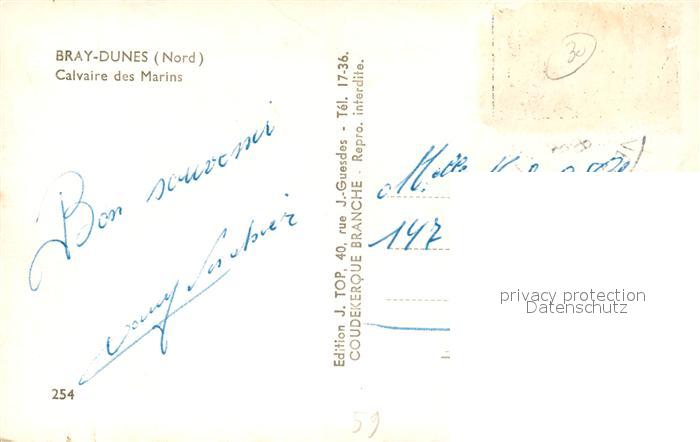 BRAY-DUNES (Nord)
Calvaire des Marins
Bon souvenir
254
Edition J. TOP, 40, rue J.-Guesdes - Tél. 17-36.
COUDEKERQUE BRANCHE - Repro. interdite.
30
Melle
147
privacy protection
Datenschutz
59